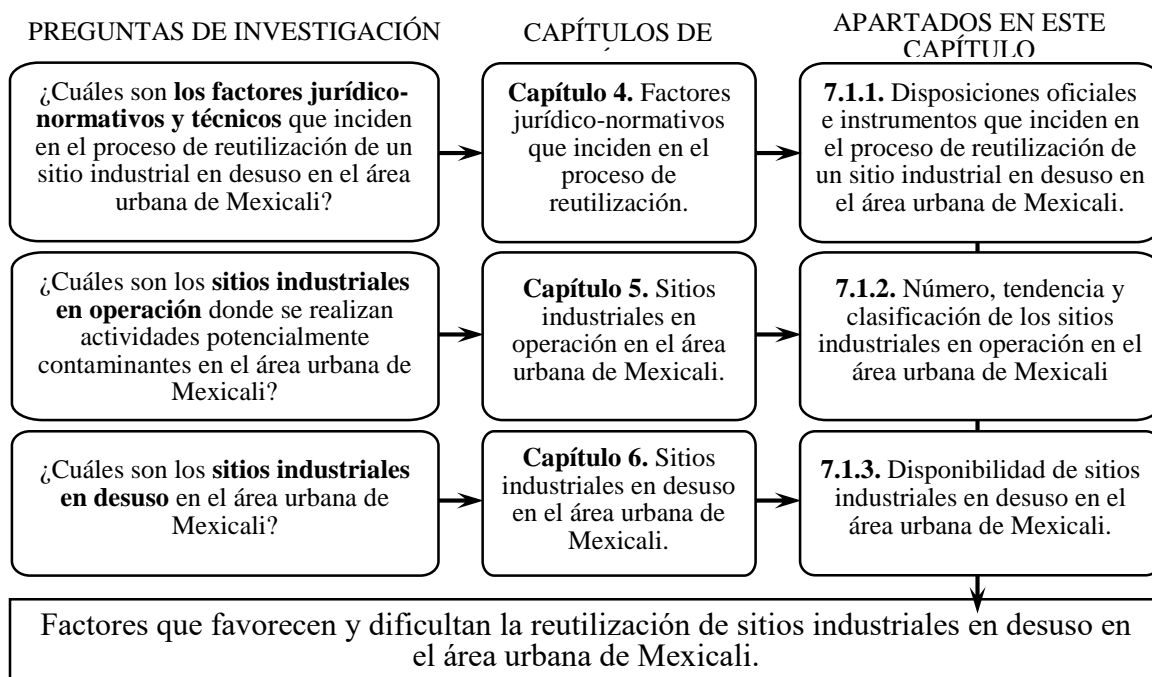 PREGUNTAS DE INVESTIGACIÓN
CAPÍTULOS DE
APARTADOS EN ESTE
CAPÍTULO
¿Cuáles son los factores jurídico-
normativos y técnicos que inciden
en el proceso de reutilización de un
sitio industrial en desuso en el área
urbana de Mexicali?
Capítulo 4. Factores
jurídico-normativos
que inciden en el
proceso de
reutilización.
7.1.1. Disposiciones oficiales
e instrumentos que inciden en
el proceso de reutilización de
un sitio industrial en desuso en
el área urbana de Mexicali.
¿Cuáles son los sitios industriales
en operación donde se realizan
actividades potencialmente
contaminantes en el área urbana de
Mexicali?
Capítulo 5. Sitios
industriales en
operación en el área
urbana de Mexicali.
7.1.2. Número, tendencia y
clasificación de los sitios
industriales en operación en el
área urbana de Mexicali
¿Cuáles son los sitios industriales
en desuso en el área urbana de
Mexicali?
Capítulo 6. Sitios
industriales en desuso
en el área urbana de
Mexicali.
7.1.3. Disponibilidad de sitios
industriales en desuso en el
área urbana de Mexicali.
Factores que favorecen y dificultan la reutilización de sitios industriales en desuso en
el área urbana de Mexicali.